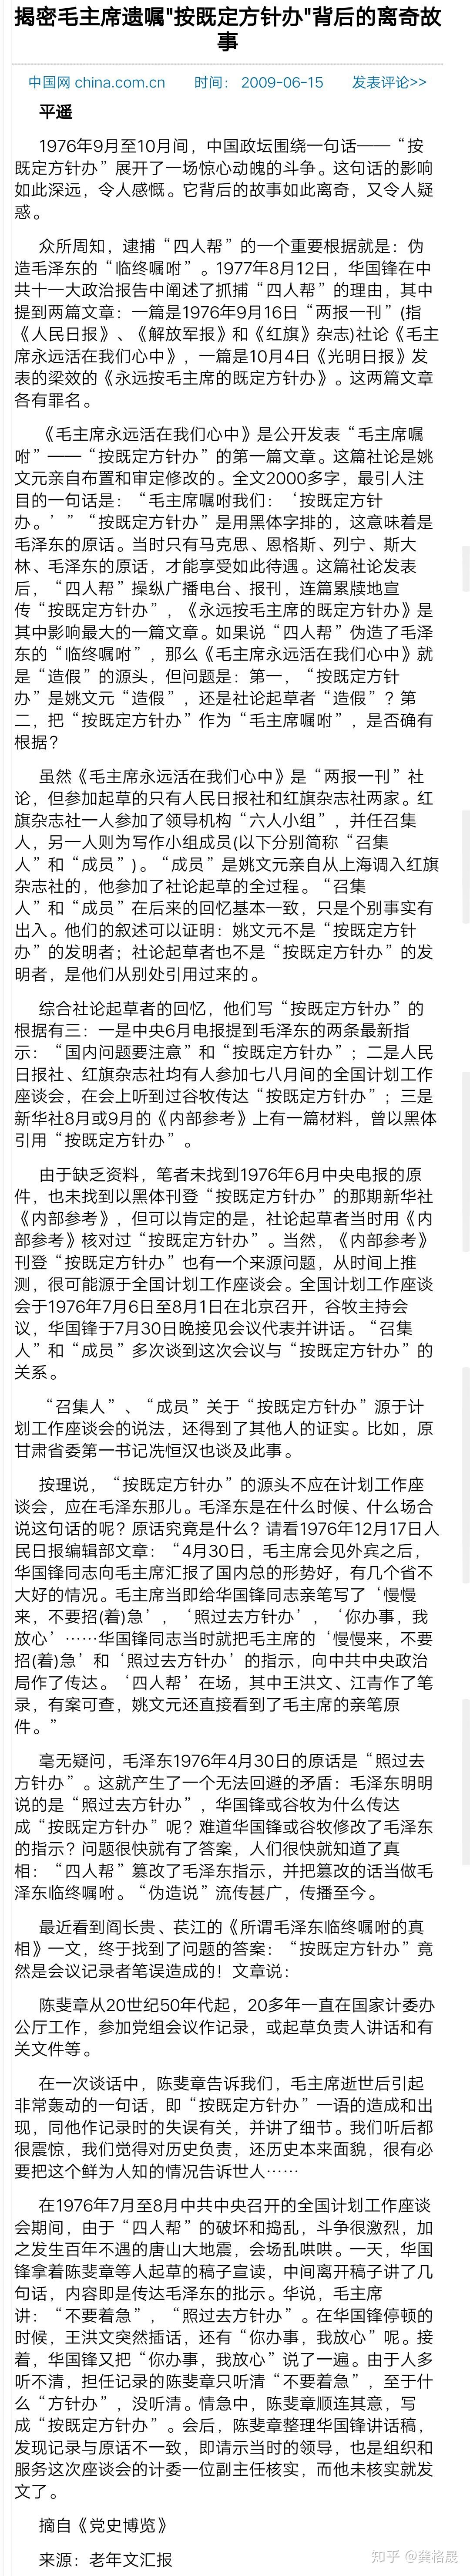 揭密毛主席遗嘱"按既定方针办"背后的离奇故
事
中国网 china.com.cn 时间： 2009-06-15 发表评论>>
平遥
1976年9月至10月间，中国政坛围绕一句话——“按
既定方针办”展开了一场惊心动魄的斗争。这句话的影响
如此深远，令人感慨。它背后的故事如此离奇，又令人疑
惑。
众所周知，逮捕“四人帮”的一个重要根据就是：伪
造毛泽东的“临终嘱咐”。1977年8月12日，华国锋在中
共十一大政治报告中阐述了抓捕“四人帮”的理由，其中
提到两篇文章：一篇是1976年9月16日“两报一刊”(指
《人民日报》、《解放军报》和《红旗》杂志)社论《毛主
席永远活在我们心中》，一篇是10月4日《光明日报》发
表的梁效的《永远按毛主席的既定方针办》。这两篇文章
各有罪名。
《毛主席永远活在我们心中》是公开发表“毛主席嘱
咐”——“按既定方针办”的第一篇文章。这篇社论是姚
文元亲自布置和审定修改的。全文2000多字，最引人注
目的一句话是：“毛主席嘱咐我们：‘按既定方针
办。’”“按既定方针办”是用黑体字排的，这意味着是
毛泽东的原话。当时只有马克思、恩格斯、列宁、斯大
林、毛泽东的原话，才能享受如此待遇。这篇社论发表
后，“四人帮”操纵广播电台、报刊，连篇累牍地宣
传“按既定方针办”，《永远按毛主席的既定方针办》是
其中影响最大的一篇文章。如果说“四人帮”伪造了毛泽
东的“临终嘱咐”，那么《毛主席永远活在我们心中》就
是“造假”的源头，但问题是：第一，“按既定方针
办”是姚文元“造假”，还是社论起草者“造假”？第
二，把“按既定方针办”作为“毛主席嘱咐”，是否确有
根据？
虽然《毛主席永远活在我们心中》是“两报一刊”社
论，但参加起草的只有人民日报社和红旗杂志社两家。红
旗杂志社一人参加了领导机构“六人小组”，并任召集
人，另一人则为写作小组成员(以下分别简称“召集
人”和“成员”)。“成员”是姚文元亲自从上海调入红旗
杂志社的，他参加了社论起草的全过程。“召集
人”和“成员”在后来的回忆基本一致，只是个别事实有
出入。他们的叙述可以证明：姚文元不是“按既定方针
办”的发明者；社论起草者也不是“按既定方针办”的发
明者，是他们从别处引用过来的。
综合社论起草者的回忆，他们写“按既定方针办”的
根据有三：一是中央6月电报提到毛泽东的两条最新指
示：“国内问题要注意”和“按既定方针办”；二是人民
日报社、红旗杂志社均有人参加七八月间的全国计划工作
座谈会，在会上听到过谷牧传达“按既定方针办”；三是
新华社8月或9月的《内部参考》上有一篇材料，曾以黑体
引用“按既定方针办”。
由于缺乏资料，笔者未找到1976年6月中央电报的原
件，也未找到以黑体刊登“按既定方针办”的那期新华社
《内部参考》，但可以肯定的是，社论起草者当时用《内
部参考》核对过“按既定方针办”。当然，《内部参考》
刊登“按既定方针办”也有一个来源问题，从时间上推
测，很可能源于全国计划工作座谈会。全国计划工作座谈
会于1976年7月6日至8月1日在北京召开，谷牧主持会
议，华国锋于7月30日晚接见会议代表并讲话。“召集
人”和“成员”多次谈到这次会议与“按既定方针办”的
关系。
“召集人”、“成员”关于“按既定方针办”源于计
划工作座谈会的说法，还得到了其他人的证实。比如，原
甘肃省委第一书记冼恒汉也谈及此事。
按理说，“按既定方针办”的源头不应在计划工作座
谈会，应在毛泽东那儿。毛泽东是在什么时候、什么场合
说这句话的呢？原话究竟是什么？请看1976年12月17日人
民日报编辑部文章：“4月30日，毛主席会见外宾之后，
华国锋同志向毛主席汇报了国内总的形势好，有几个省不
大好的情况。毛主席当即给华国锋同志亲笔写了‘慢慢
来，不要招(着)急’，‘照过去方针办’，‘你办事，我
放心’……华国锋同志当时就把毛主席的‘慢慢来，不要
招(着)急’和‘照过去方针办’的指示，向中共中央政治
局作了传达。‘四人帮’在场，其中王洪文、江青作了笔
录，有案可查，姚文元还直接看到了毛主席的亲笔原
件。”
毫无疑问，毛泽东1976年4月30日的原话是“照过去
方针办”。这就产生了一个无法回避的矛盾：毛泽东明明
说的是“照过去方针办”，华国锋或谷牧为什么传达
成“按既定方针办”呢？难道华国锋或谷牧修改了毛泽东
的指示？问题很快就有了答案，人们很快就知道了真
相：“四人帮”篡改了毛泽东指示，并把篡改的话当做毛
泽东临终嘱咐。“伪造说”流传甚广，传播至今。
最近看到阎长贵、苌江的《所谓毛泽东临终嘱咐的真
相》一文，终于找到了问题的答案：“按既定方针办”竟
然是会议记录者笔误造成的！文章说：
陈斐章从20世纪50年代起，20多年一直在国家计委办
公厅工作，参加党组会议作记录，或起草负责人讲话和有
关文件等。
在一次谈话中，陈斐章告诉我们，毛主席逝世后引起
非常轰动的一句话，即“按既定方针办”一语的造成和出
现，同他作记录时的失误有关，并讲了细节。我们听后都
很震惊，我们觉得对历史负责，还历史本来面貌，很有必
要把这个鲜为人知的情况告诉世人……
在1976年7月至8月中共中央召开的全国计划工作座谈
会期间，由于“四人帮”的破坏和捣乱，斗争很激烈，加
之发生百年不遇的唐山大地震，会场乱哄哄。一天，华国
锋拿着陈斐章等人起草的稿子宣读，中间离开稿子讲了几
句话，内容即是传达毛泽东的批示。华说，毛主席
讲：“不要着急”，“照过去方针办”。在华国锋停顿的
时候，王洪文突然插话，还有“你办事，我放心”呢。接
着，华国锋又把“你办事，我放心”说了一遍。由于人多
听不清，担任记录的陈斐章只听清“不要着急”，至于什
么“方针办”，没听清。情急中，陈斐章顺连其意，写
成“按既定方针办”。会后，陈斐章整理华国锋讲话稿，
发现记录与原话不一致，即请示当时的领导，也是组织和
服务这次座谈会的计委一位副主任核实，而他未核实就发
文了。
摘自《党史博览》
来源：老年文汇报
知乎 @龚格晟